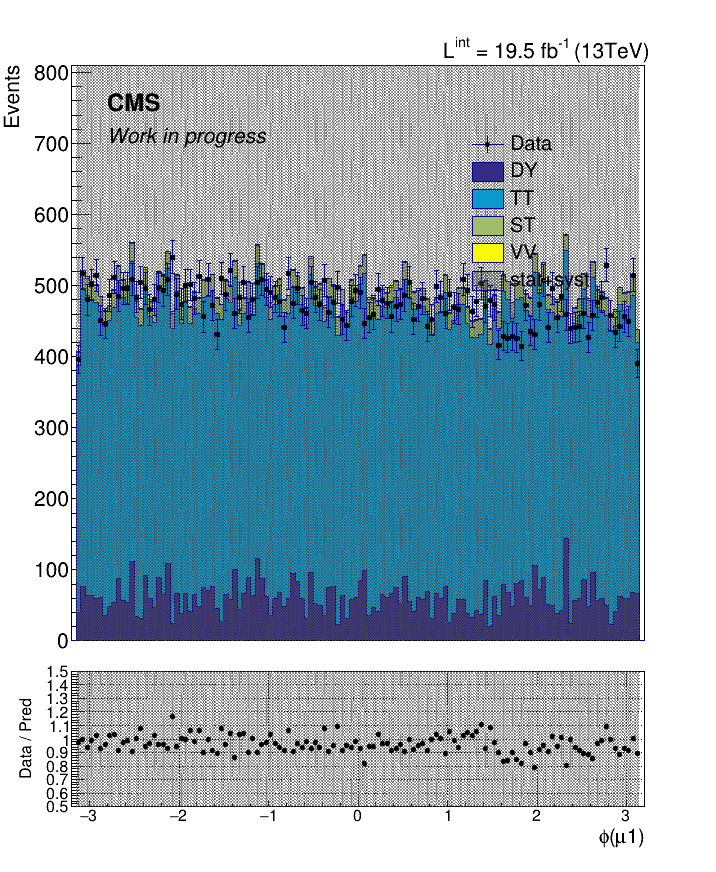 L^int = 19.5 fb^-1 (13TeV)
Events
800
CMS
Work in progress
700
Data
DY
TT
600
ST
VV
stat+syst
500
400
300
200
100
0
1.5
1.4
1.3
1.2
1.1
1
0.9
0.8
0.7
0.6
0.5
Data / Pred
−3 −2 −1 0 1 2 3
ϕ(μ1)